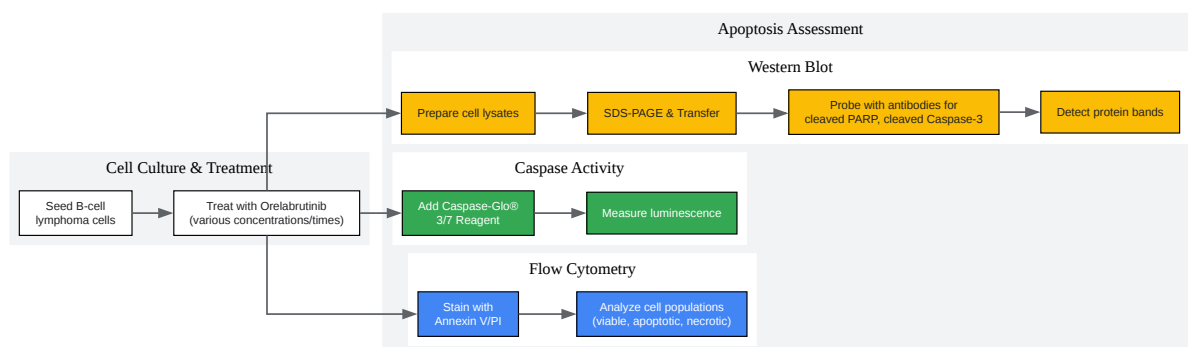 Apoptosis Assessment
Western Blot
Prepare cell lysates
SDS-PAGE & Transfer
Probe with antibodies for
cleaved PARP, cleaved Caspase-3
Detect protein bands
Cell Culture & Treatment
Seed B-cell
lymphoma cells
Treat with Orelabrutinib
(various concentrations/times)
Caspase Activity
Add Caspase-Glo®
3/7 Reagent
Measure luminescence
Flow Cytometry
Stain with
Annexin V/PI
Analyze cell populations
(viable, apoptotic, necrotic)